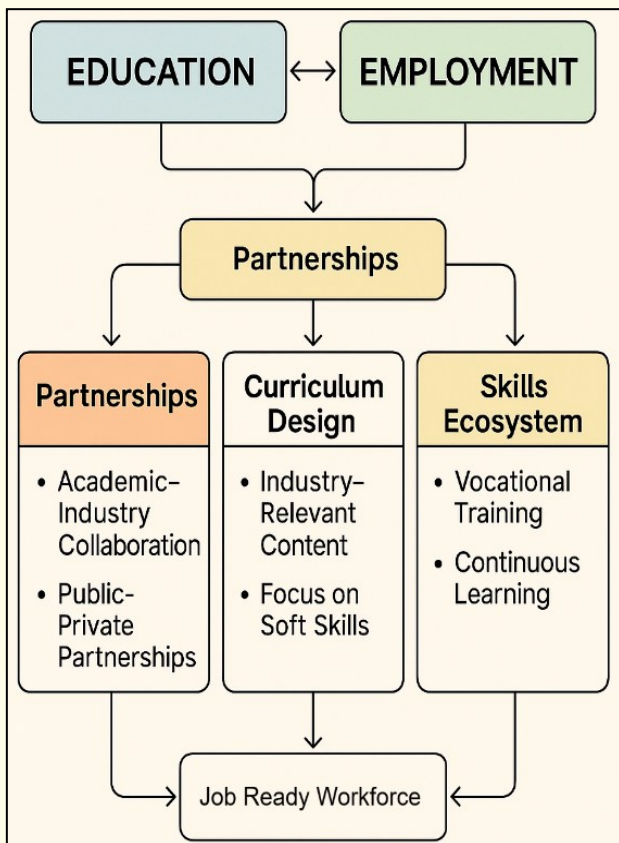 EDUCATION
EMPLOYMENT
Partnerships
Partnerships
• Academic–
Industry
Collaboration
• Public-
Private
Partnerships
Curriculum
Design
• Industry–
Relevant
Content
• Focus on
Soft Skills
Skills
Ecosystem
• Vocational
Training
• Continuous
Learning
Job Ready Workforce